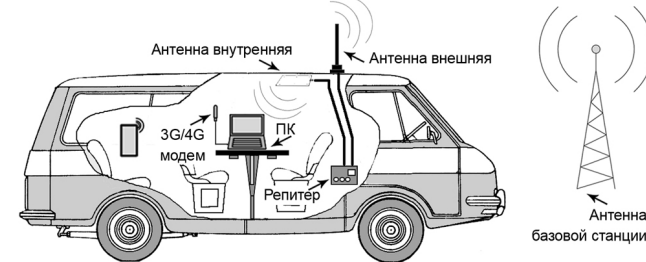 Антенна внутренняя
Антенна внешняя
3G/4G
модем
ПК
Репитер
Антенна
базовой станции